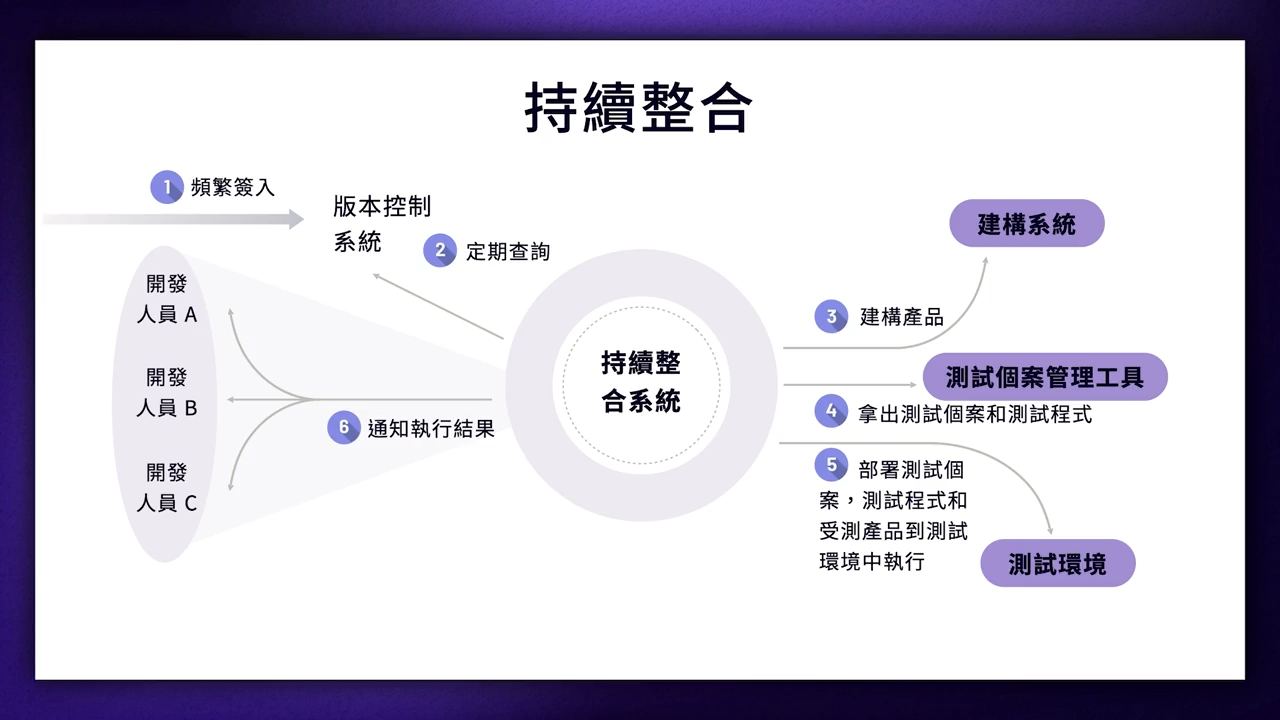 持續整合
1 頻繁簽入
版本控制
系統
2 定期查詢
開發
人員 A
開發
人員 B
開發
人員 C
6 通知執行結果
持續整
合系統
建構系統
3 建構產品
測試個案管理工具
4 拿出測試個案和測試程式
5 部署測試個
案，測試程式和
受測產品到測試
環境中執行
測試環境